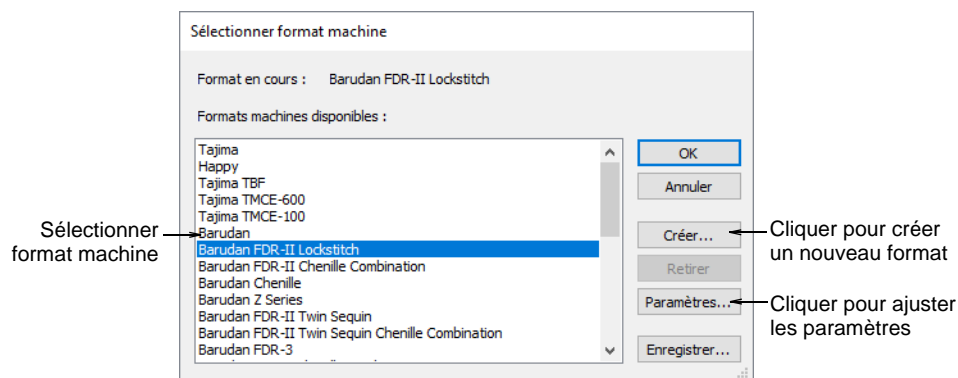 Sélectionner format machine
Format en cours : Barudan FDR-II Lockstitch
Formats machines disponibles :
Tajima
Happy
Tajima TBF
Tajima TMCE-600
Tajima TMCE-100
Barudan
Barudan FDR-II Lockstitch
Barudan FDR-II Chenille Combination
Barudan Chenille
Barudan Z Series
Barudan FDR-II Twin Sequin
Barudan FDR-II Twin Sequin Chenille Combination
Barudan FDR-3
OK
Annuler
Créer...
Retirer
Paramètres...
Enregistrer...
Sélectionner
format machine
Cliquer pour créer
un nouveau format
Cliquer pour ajuster
les paramètres